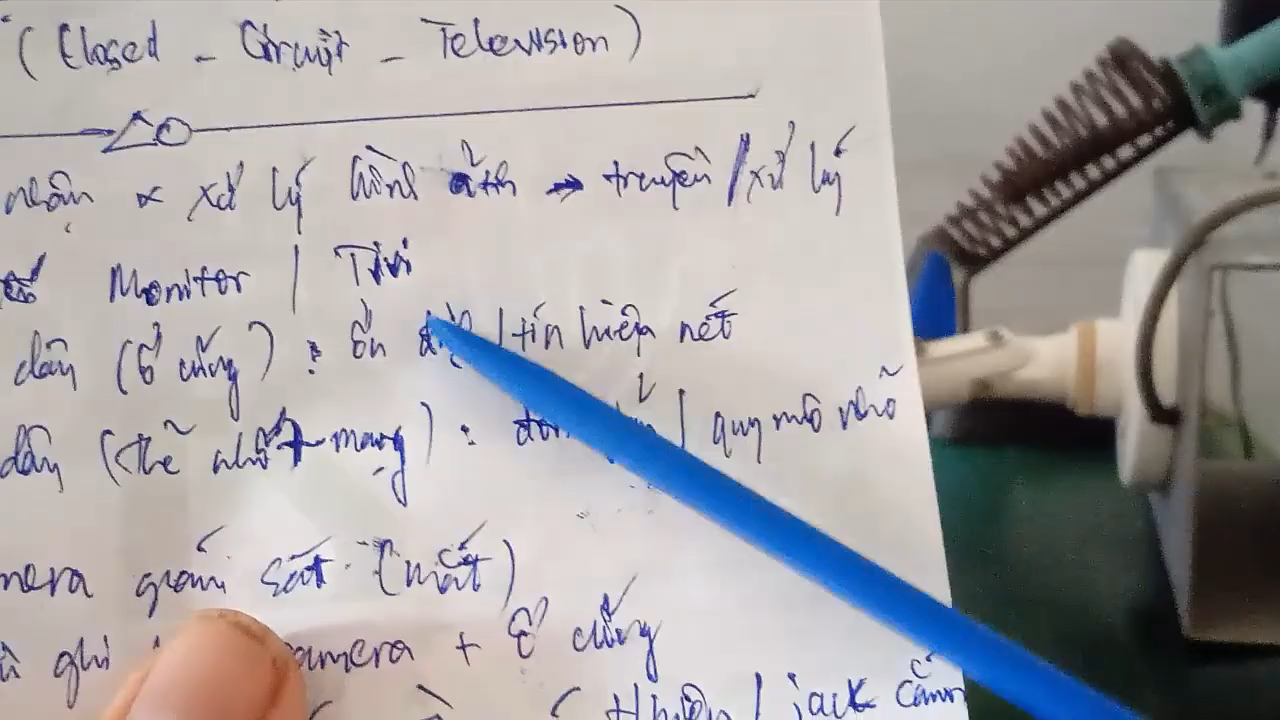 (Closed - Circuit - Television)
nhận & xử lý hình ảnh → truyền / xử lý
Monitor / Tivi
dây (ổ cứng) : ổn / tín hiệu nét
dây (thẻ nhớ + mạng) : / quy mô nhỏ
mera giám sát (mắt)
ghi amera + ổ cứng
( / jack cắm